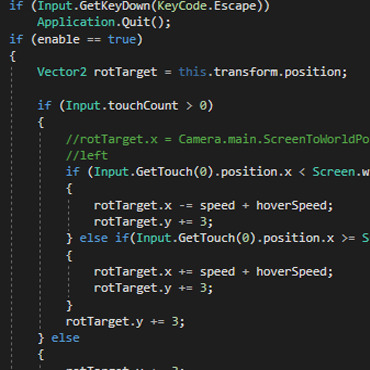 if (Input.GetKeyDown(KeyCode.Escape))
Application.Quit();
if (enable == true)
{
Vector2 rotTarget = this.transform.position;
if (Input.touchCount > 0)
{
//rotTarget.x = Camera.main.ScreenToWorldPo
//left
if (Input.GetTouch(0).position.x < Screen.w
{
rotTarget.x -= speed + hoverSpeed;
rotTarget.y += 3;
} else if(Input.GetTouch(0).position.x >= S
{
rotTarget.x += speed + hoverSpeed;
rotTarget.y += 3;
}
rotTarget.y += 3;
} else
{
rotTarget.y += 3;